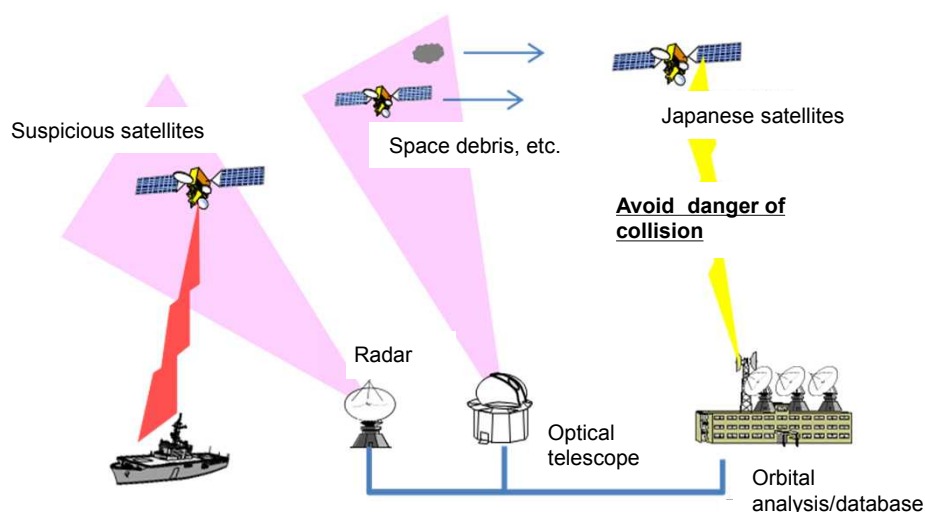 Suspicious satellites
Space debris, etc.
Japanese satellites
Avoid danger of
collision
Radar
Optical
telescope
Orbital
analysis/database